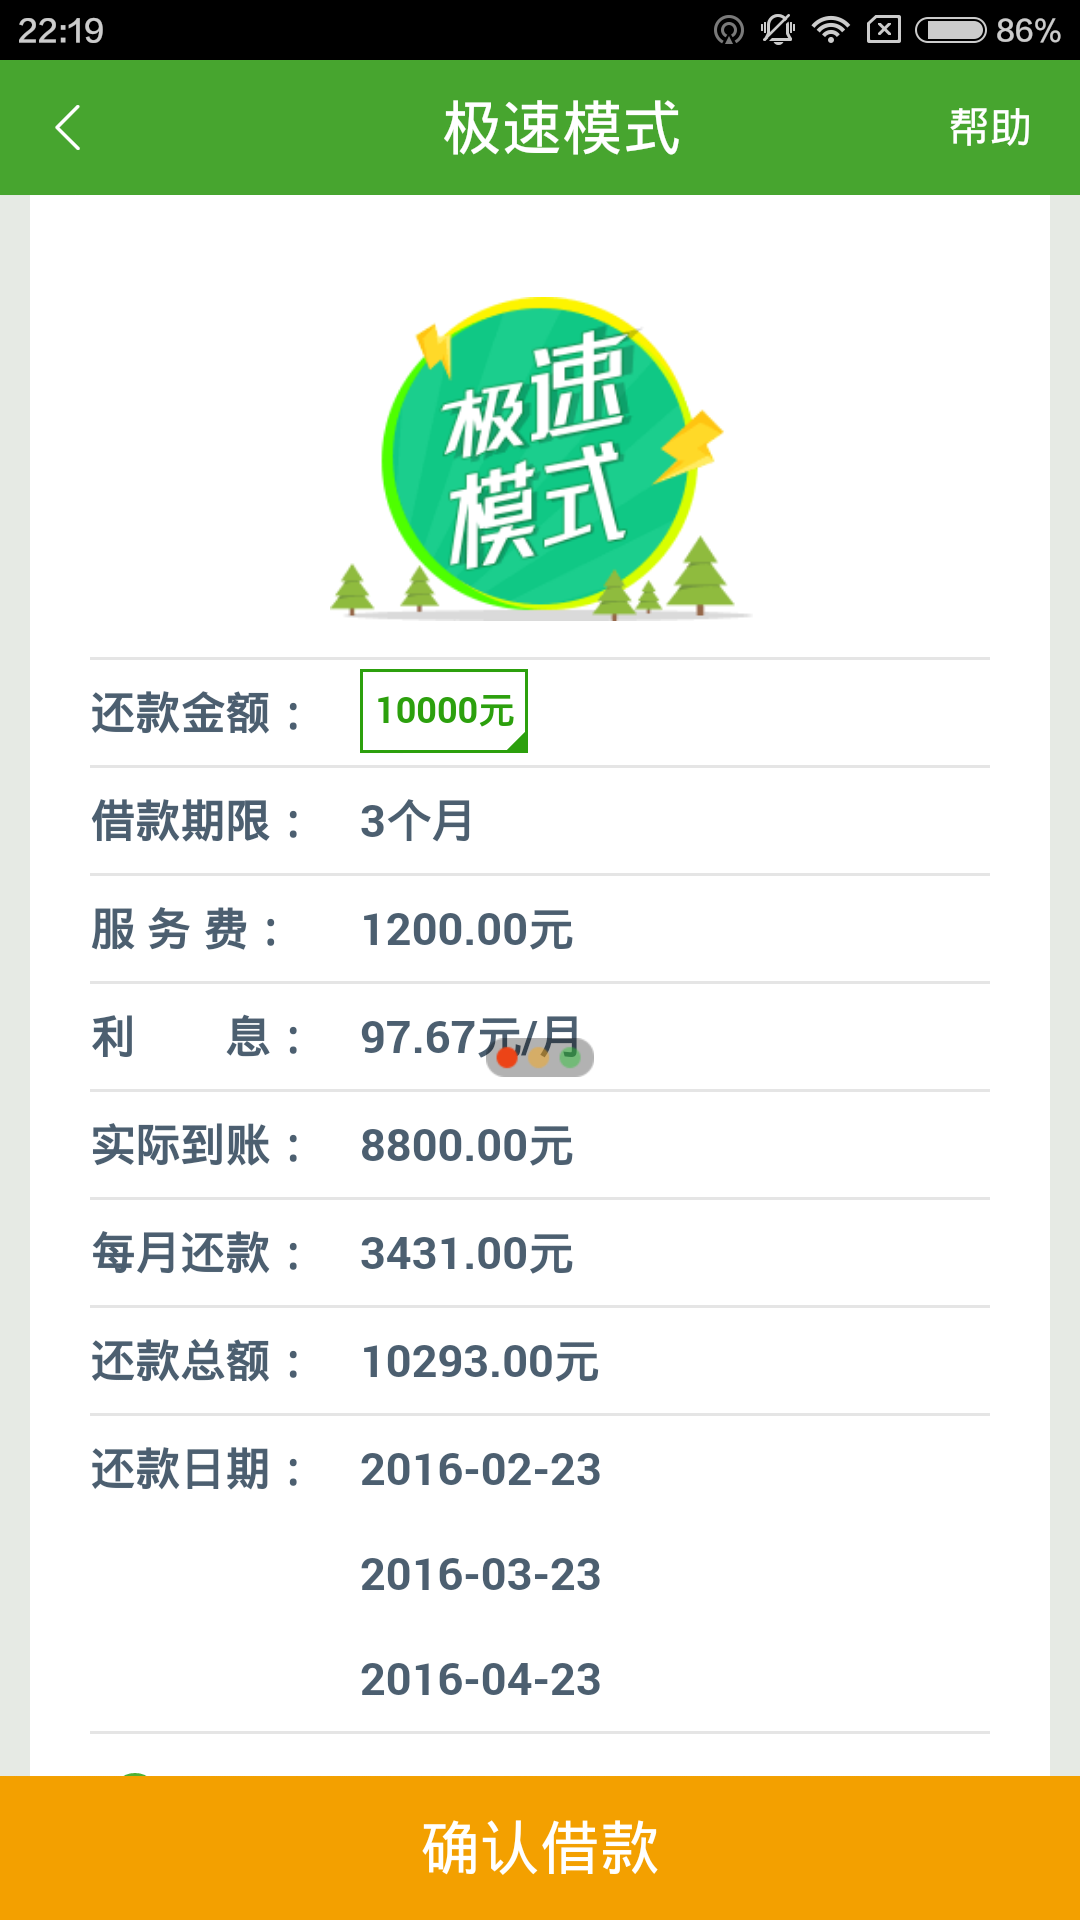 22:19 86%
极速模式 帮助
极速
模式
还款金额： 10000元
借款期限： 3个月
服 务 费： 1200.00元
利 息： 97.67元/月
实际到账： 8800.00元
每月还款： 3431.00元
还款总额： 10293.00元
还款日期： 2016-02-23
2016-03-23
2016-04-23
确认借款